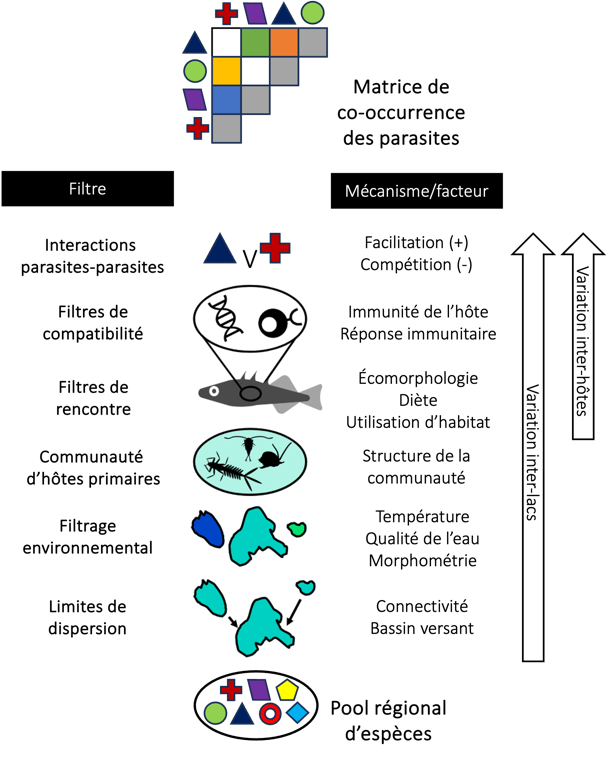 Matrice de
co-occurrence
des parasites
Filtre
Mécanisme/facteur
Interactions
parasites-parasites
V
Facilitation (+)
Compétition (-)
Filtres de
compatibilité
Immunité de l'hôte
Réponse immunitaire
Filtres de
rencontre
Écomorphologie
Diète
Utilisation d'habitat
Communauté
d'hôtes primaires
Structure de la
communauté
Filtrage
environnemental
Température
Qualité de l'eau
Morphométrie
Limites de
dispersion
Connectivité
Bassin versant
Variation inter-lacs
Variation inter-hôtes
Pool régional
d'espèces